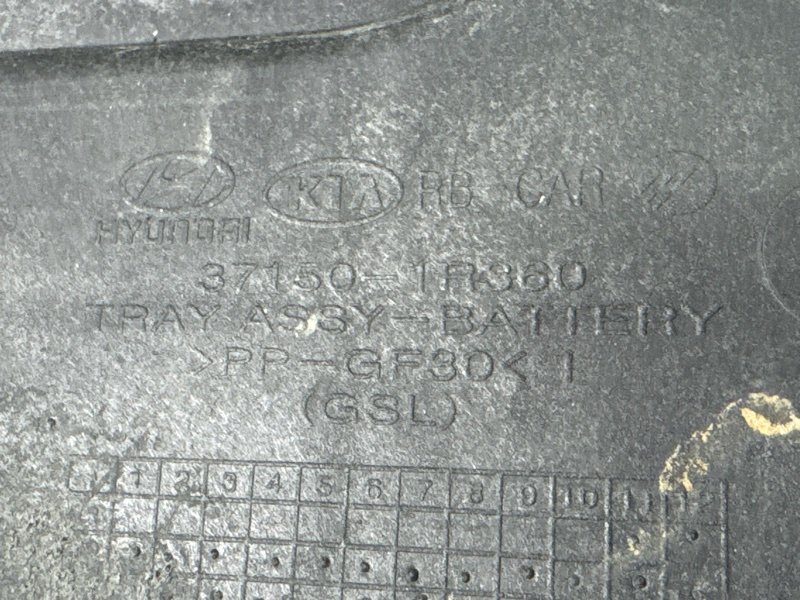 KIA RB CAR
HYUNDAI
37150-1R360
TRAY ASSY-BATTERY
>PP-GF30< 1
(GSL)
1 2 3 4 5 6 7 8 9 10 11 12